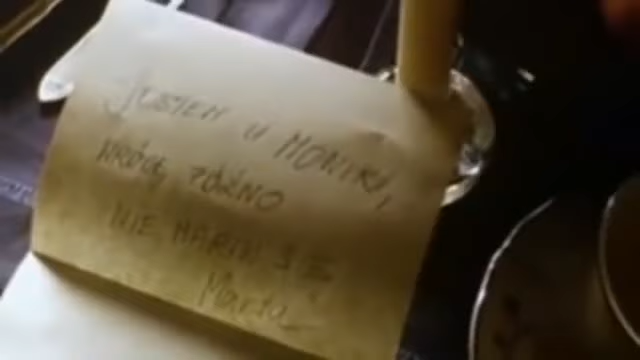 JESTEM U MONIKI,
WRÓCĘ PÓŹNO
NIE MARTW SIĘ
Marta